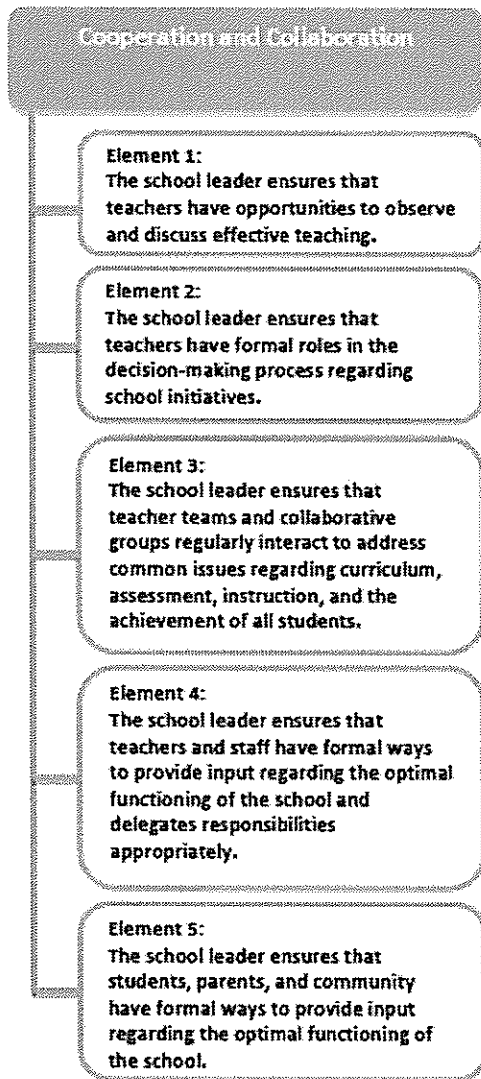 Cooperation and Collaboration
Element 1:
The school leader ensures that
teachers have opportunities to observe
and discuss effective teaching.
Element 2:
The school leader ensures that
teachers have formal roles in the
decision-making process regarding
school initiatives.
Element 3:
The school leader ensures that
teacher teams and collaborative
groups regularly interact to address
common issues regarding curriculum,
assessment, instruction, and the
achievement of all students.
Element 4:
The school leader ensures that
teachers and staff have formal ways
to provide input regarding the optimal
functioning of the school and
delegates responsibilities
appropriately.
Element 5:
The school leader ensures that
students, parents, and community
have formal ways to provide input
regarding the optimal functioning of
the school.